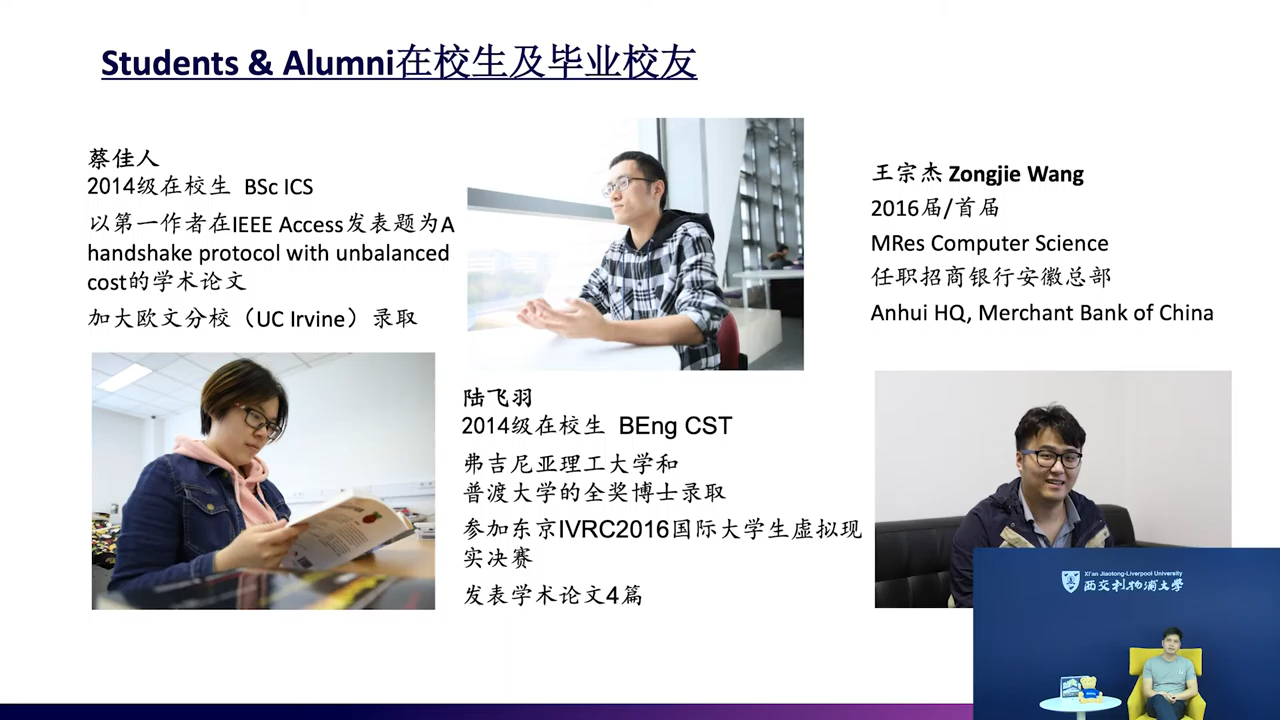 Students & Alumni在校生及毕业校友
蔡佳人
2014级在校生 BSc ICS
以第一作者在IEEE Access发表题为A
handshake protocol with unbalanced
cost的学术论文
加大欧文分校（UC Irvine）录取
陆飞羽
2014级在校生 BEng CST
弗吉尼亚理工大学和
普渡大学的全奖博士录取
参加东京IVRC2016国际大学生虚拟现
实决赛
发表学术论文4篇
王宗杰 Zongjie Wang
2016届/首届
MRes Computer Science
任职招商银行安徽总部
Anhui HQ, Merchant Bank of China
Xi'an Jiaotong-Liverpool University
西交利物浦大学